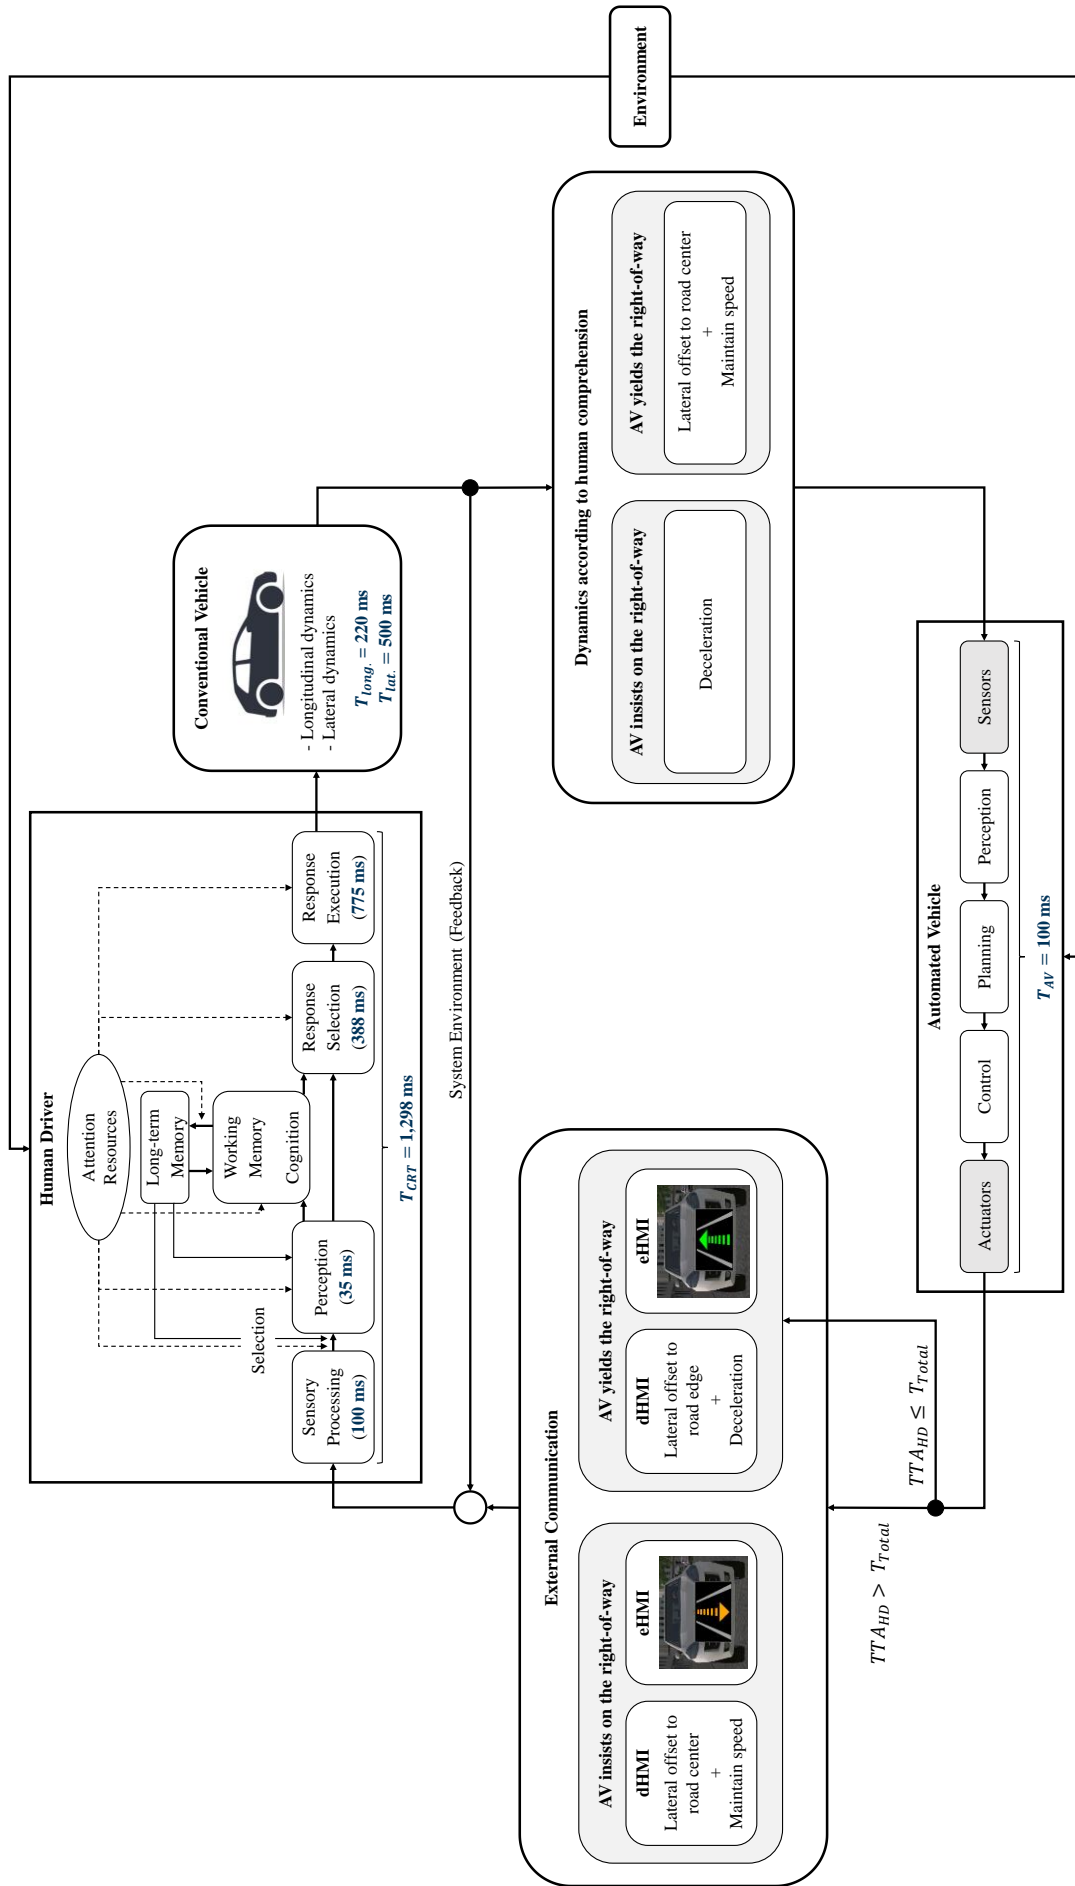 Human Driver
Attention
Resources
Long-term
Memory
Working
Memory
Cognition
Selection
Sensory
Processing
(100 ms)
Perception
(35 ms)
Response
Selection
(388 ms)
Response
Execution
(775 ms)
T_CRT = 1,298 ms
Conventional Vehicle
- Longitudinal dynamics
- Lateral dynamics
T_long. = 220 ms
T_lat. = 500 ms
System Environment (Feedback)
Environment
External Communication
AV insists on the right-of-way
dHMI
Lateral offset to
road center
+
Maintain speed
eHMI
AV yields the right-of-way
dHMI
Lateral offset to
road edge
+
Deceleration
eHMI
Dynamics according to human comprehension
AV insists on the right-of-way
Deceleration
AV yields the right-of-way
Lateral offset to road center
+
Maintain speed
TTA_HD > T_Total
TTA_HD ≤ T_Total
Automated Vehicle
Actuators
Control
Planning
Perception
Sensors
T_AV = 100 ms